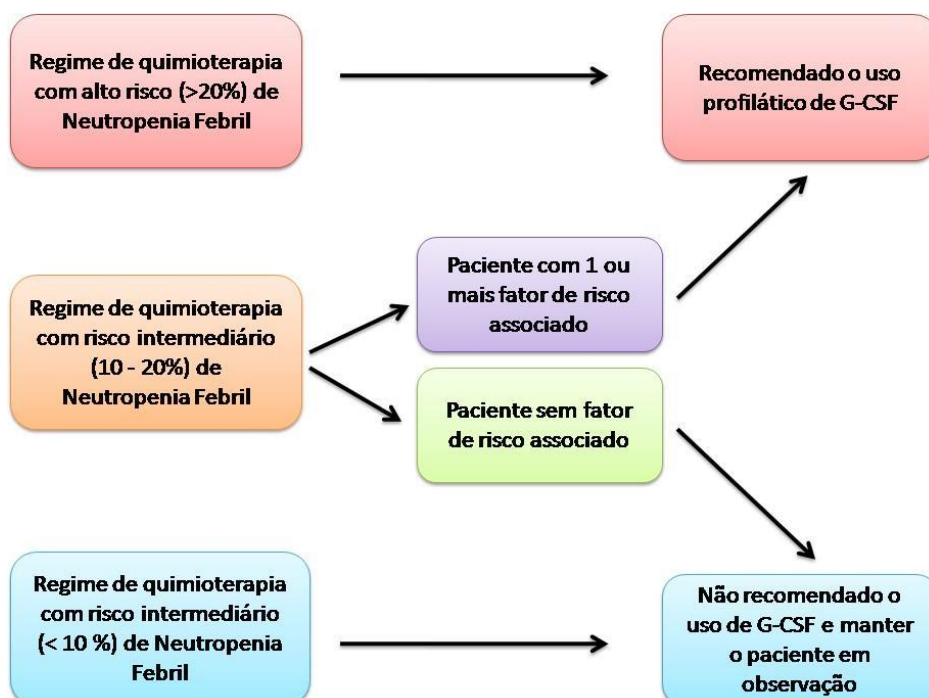 Regime de quimioterapia
com alto risco (>20%) de
Neutropenia Febril
Recomendado o uso
profilático de G-CSF
Paciente com 1 ou
mais fator de risco
associado
Regime de quimioterapia
com risco intermediário
(10 - 20%) de
Neutropenia Febril
Paciente sem fator
de risco associado
Regime de quimioterapia
com risco intermediário
(< 10 %) de Neutropenia
Febril
Não recomendado o
uso de G-CSF e manter
o paciente em
observação